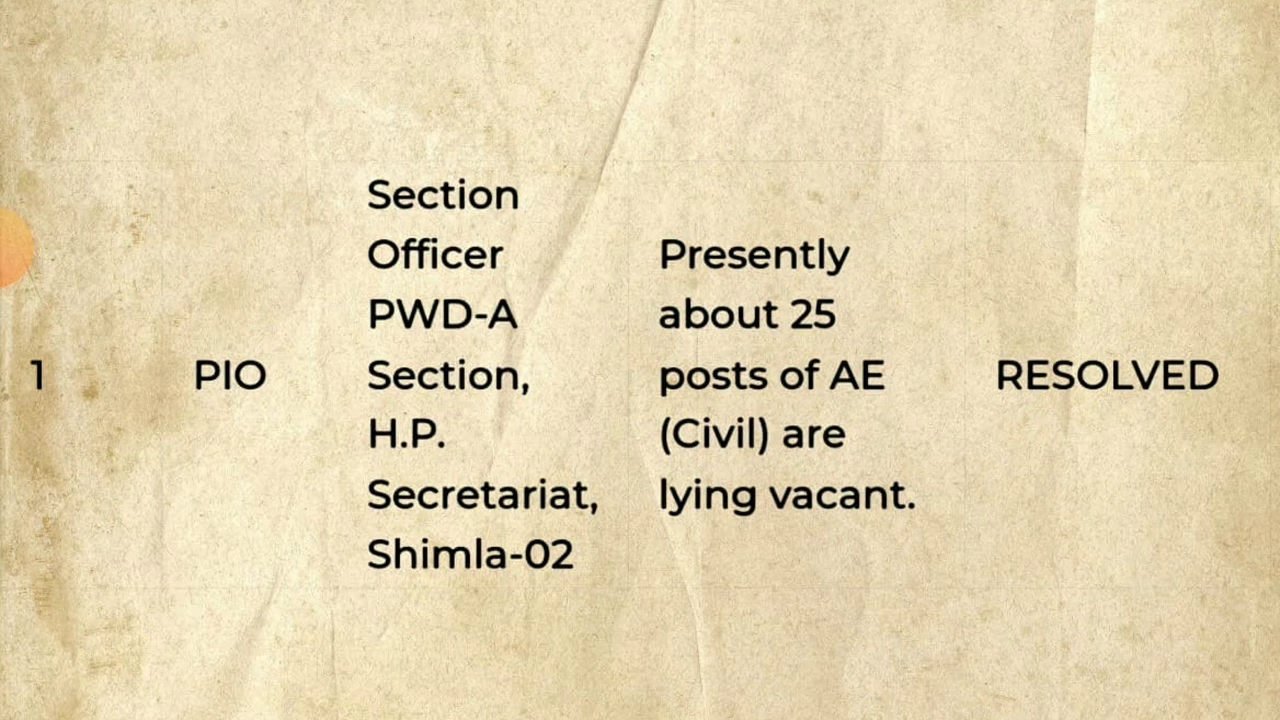 1
PIO
Section
Officer
PWD-A
Section,
H.P.
Secretariat,
Shimla-02
Presently
about 25
posts of AE
(Civil) are
lying vacant.
RESOLVED